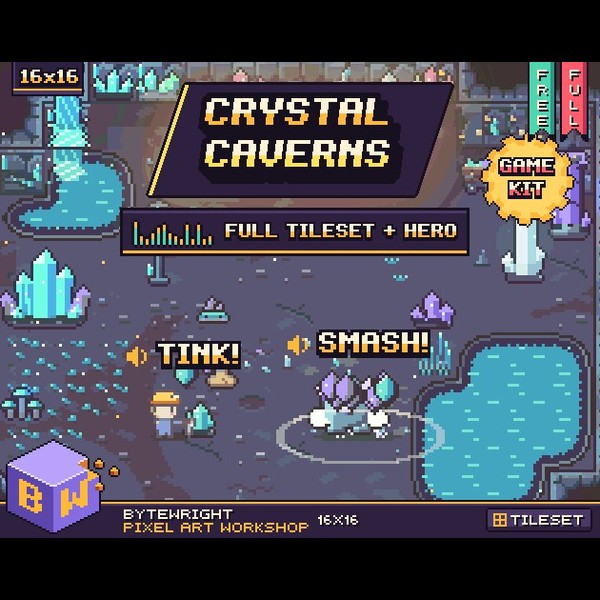 16x16
FREE
FULL
CRYSTAL
CAVERNS
GAME
KIT
FULL TILESET + HERO
TINK!
SMASH!
BW
BYTEWRIGHT
PIXEL ART WORKSHOP
16X16
TILESET